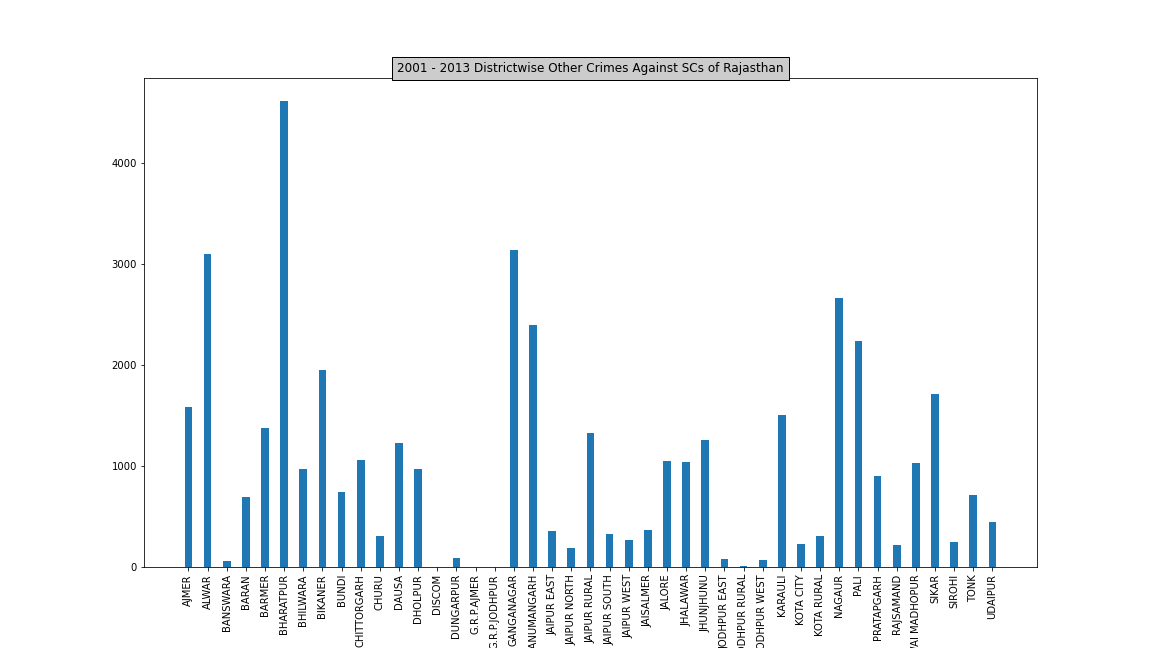 2001 - 2013 Districtwise Other Crimes Against SCs of Rajasthan
4000
3000
2000
1000
0
AJMER
ALWAR
BANSWARA
BARAN
BARMER
BHARATPUR
BHILWARA
BIKANER
BUNDI
CHITTORGARH
CHURU
DAUSA
DHOLPUR
DISCOM
DUNGARPUR
G.R.P.AJMER
G.R.P.JODHPUR
GANGANAGAR
ANUMANGARH
JAIPUR EAST
JAIPUR NORTH
JAIPUR RURAL
JAIPUR SOUTH
JAIPUR WEST
JAISALMER
JALORE
JHALAWAR
JHUNJHUNU
JODHPUR EAST
ODHPUR RURAL
ODHPUR WEST
KARAULI
KOTA CITY
KOTA RURAL
NAGAUR
PALI
PRATAPGARH
RAJSAMAND
AI MADHOPUR
SIKAR
SIROHI
TONK
UDAIPUR